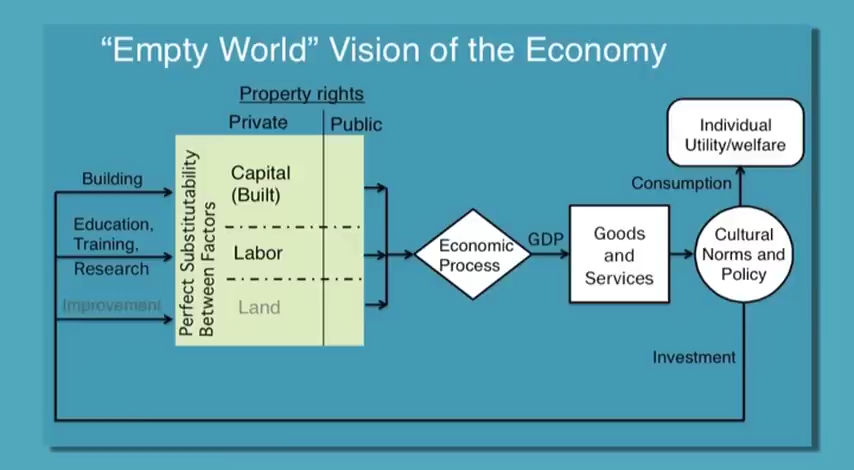 “Empty World” Vision of the Economy
Property rights
Private
Public
Building
Education,
Training,
Research
Improvement
Perfect Substitutability
Between Factors
Capital
(Built)
Labor
Land
Economic
Process
GDP
Goods
and
Services
Cultural
Norms and
Policy
Consumption
Individual
Utility/welfare
Investment